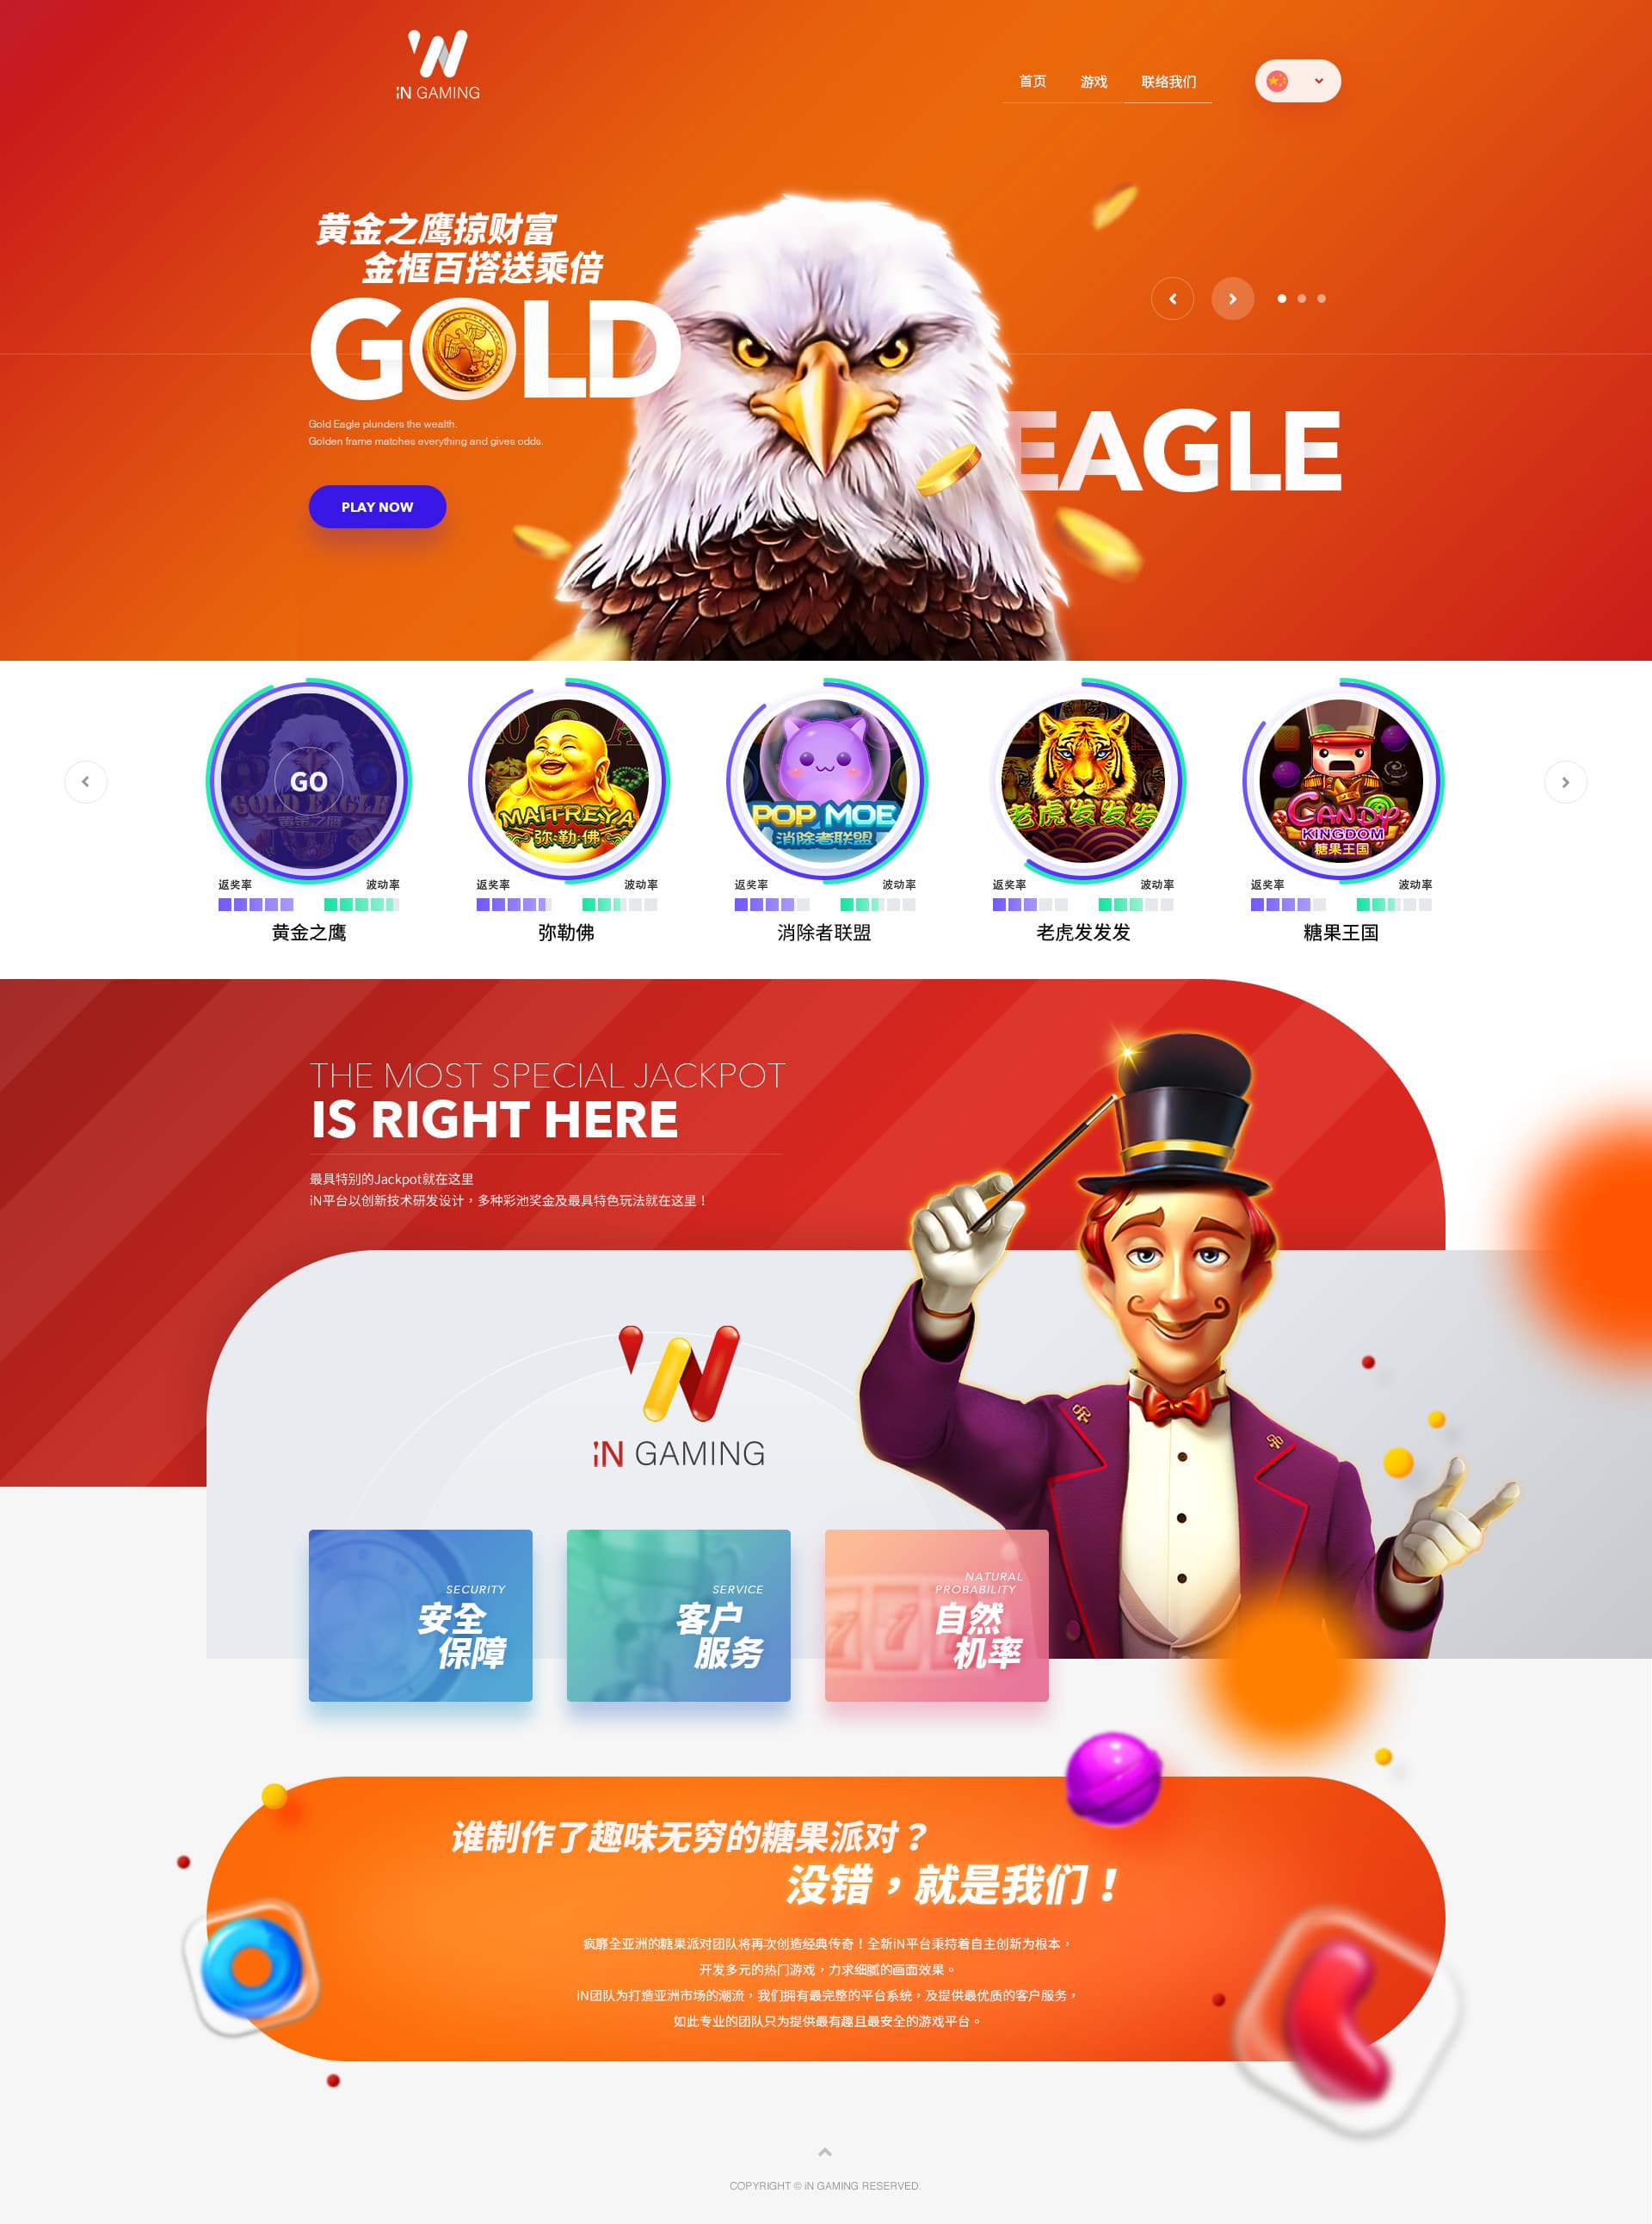 iN GAMING
首页
游戏
联络我们
黄金之鹰掠财富
金框百搭送乘倍
GOLD
Gold Eagle plunders the wealth.
Golden frame matches everything and gives odds.
EAGLE
PLAY NOW
GO
GOLD EAGLE
黄金之鹰
MAITREYA
弥勒佛
POP MOE
消除者联盟
老虎发发发
CANDY
KINGDOM
糖果王国
返奖率 波动率
黄金之鹰
返奖率 波动率
弥勒佛
返奖率 波动率
消除者联盟
返奖率 波动率
老虎发发发
返奖率 波动率
糖果王国
THE MOST SPECIAL JACKPOT
IS RIGHT HERE
最具特别的Jackpot就在这里
iN平台以创新技术研发设计，多种彩池奖金及最具特色玩法就在这里！
iN GAMING
SECURITY
安全
保障
SERVICE
客户
服务
NATURAL
PROBABILITY
自然
机率
谁制作了趣味无穷的糖果派对？
没错，就是我们！
疯靡全亚洲的糖果派对团队将再次创造经典传奇！全新iN平台秉持着自主创新为根本，
开发多元的热门游戏，力求细腻的画面效果。
iN团队为打造亚洲市场的潮流，我们拥有最完整的平台系统，及提供最优质的客户服务，
如此专业的团队只为提供最有趣且最安全的游戏平台。
COPYRIGHT © iN GAMING RESERVED.